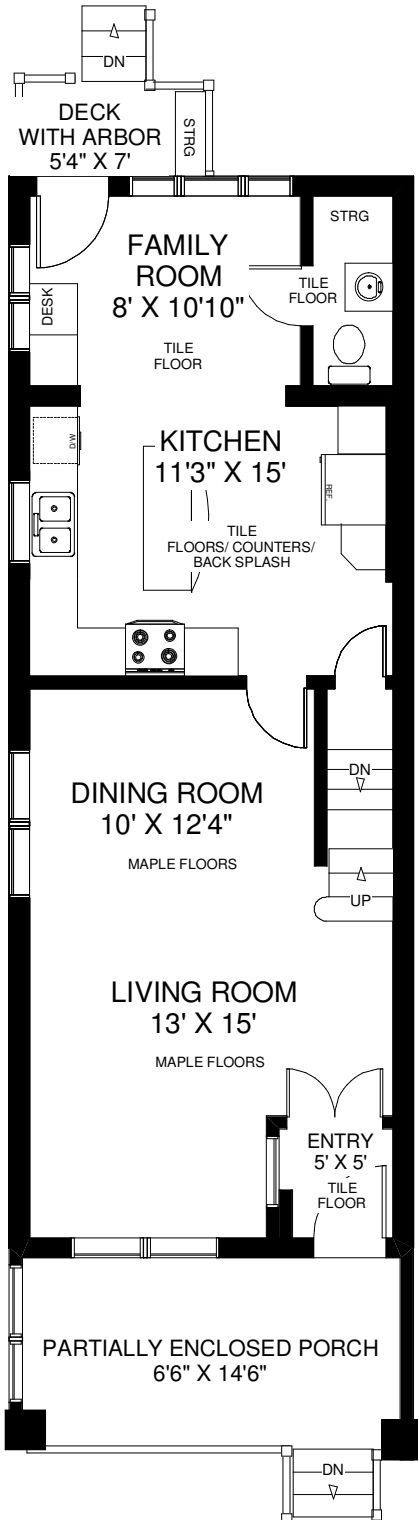 DN
DECK
WITH ARBOR
5'4" X 7'
STRG
STRG
FAMILY
ROOM
8' X 10'10"
TILE
FLOOR
DESK
TILE
FLOOR
D/W
KITCHEN
11'3" X 15'
REF.
TILE
FLOORS/ COUNTERS/
BACK SPLASH
DN
DINING ROOM
10' X 12'4"
MAPLE FLOORS
UP
LIVING ROOM
13' X 15'
MAPLE FLOORS
ENTRY
5' X 5'
TILE
FLOOR
PARTIALLY ENCLOSED PORCH
6'6" X 14'6"
DN